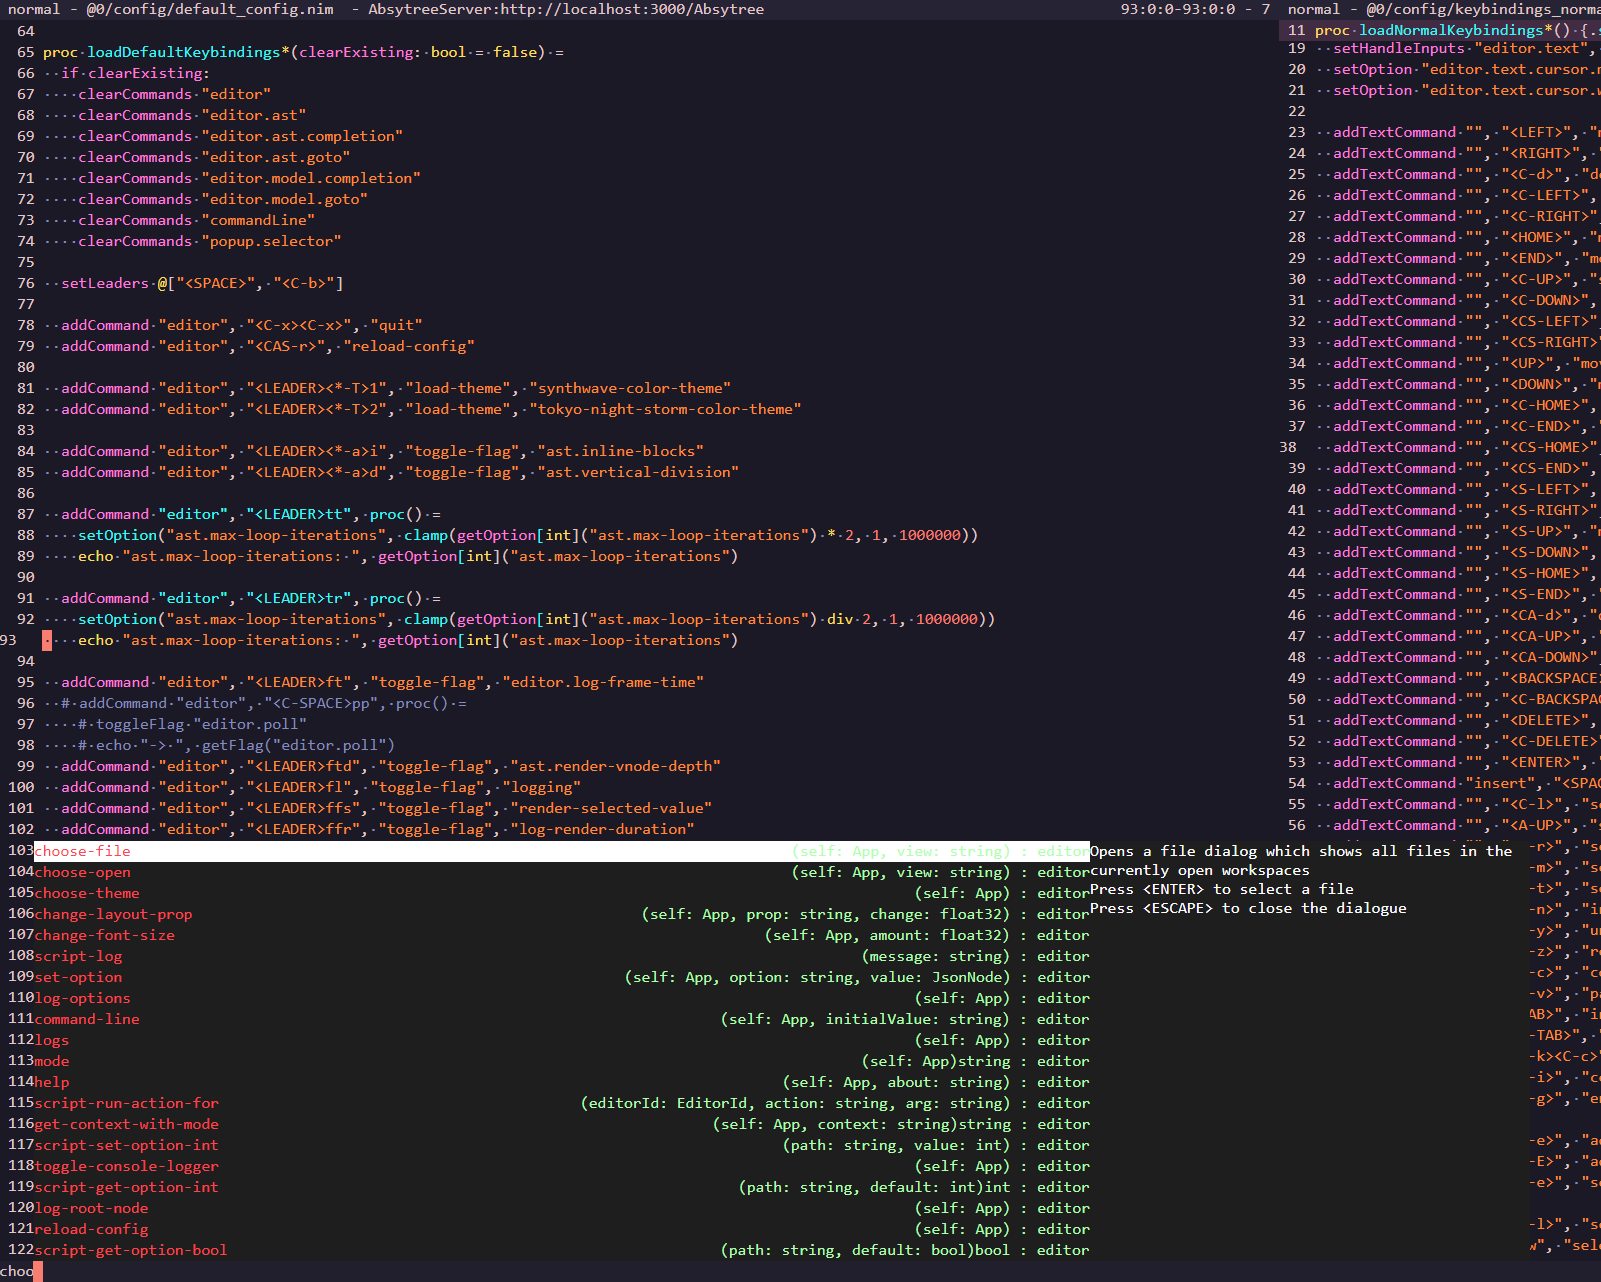 normal - @0/config/default_config.nim  - AbsytreeServer:http://localhost:3000/Absytree 93:0:0-93:0:0 - 7
64
65 proc·loadDefaultKeybindings*(clearExisting:·bool·=·false)·=
66 ··if·clearExisting:
67 ····clearCommands·"editor"
68 ····clearCommands·"editor.ast"
69 ····clearCommands·"editor.ast.completion"
70 ····clearCommands·"editor.ast.goto"
71 ····clearCommands·"editor.model.completion"
72 ····clearCommands·"editor.model.goto"
73 ····clearCommands·"commandLine"
74 ····clearCommands·"popup.selector"
75
76 ··setLeaders·@["<SPACE>",·"<C-b>"]
77
78 ··addCommand·"editor",·"<C-x><C-x>",·"quit"
79 ··addCommand·"editor",·"<CAS-r>",·"reload-config"
80
81 ··addCommand·"editor",·"<LEADER><*-T>1",·"load-theme",·"synthwave-color-theme"
82 ··addCommand·"editor",·"<LEADER><*-T>2",·"load-theme",·"tokyo-night-storm-color-theme"
83
84 ··addCommand·"editor",·"<LEADER><*-a>i",·"toggle-flag",·"ast.inline-blocks"
85 ··addCommand·"editor",·"<LEADER><*-a>d",·"toggle-flag",·"ast.vertical-division"
86
87 ··addCommand·"editor",·"<LEADER>tt",·proc()·=
88 ····setOption("ast.max-loop-iterations",·clamp(getOption[int]("ast.max-loop-iterations")·*·2,·1,·1000000))
89 ····echo·"ast.max-loop-iterations:·",·getOption[int]("ast.max-loop-iterations")
90
91 ··addCommand·"editor",·"<LEADER>tr",·proc()·=
92 ····setOption("ast.max-loop-iterations",·clamp(getOption[int]("ast.max-loop-iterations")·div·2,·1,·1000000))
93 ····echo·"ast.max-loop-iterations:·",·getOption[int]("ast.max-loop-iterations")
94
95 ··addCommand·"editor",·"<LEADER>ft",·"toggle-flag",·"editor.log-frame-time"
96 ··#·addCommand·"editor",·"<C-SPACE>pp",·proc()·=
97 ····#·toggleFlag·"editor.poll"
98 ····#·echo·"->·",·getFlag("editor.poll")
99 ··addCommand·"editor",·"<LEADER>ftd",·"toggle-flag",·"ast.render-vnode-depth"
100 ··addCommand·"editor",·"<LEADER>fl",·"toggle-flag",·"logging"
101 ··addCommand·"editor",·"<LEADER>ffs",·"toggle-flag",·"render-selected-value"
102 ··addCommand·"editor",·"<LEADER>ffr",·"toggle-flag",·"log-render-duration"
103 choose-file (self: App, view: string) : editor
104 choose-open (self: App, view: string) : editor
105 choose-theme (self: App) : editor
106 change-layout-prop (self: App, prop: string, change: float32) : editor
107 change-font-size (self: App, amount: float32) : editor
108 script-log (message: string) : editor
109 set-option (self: App, option: string, value: JsonNode) : editor
110 log-options (self: App) : editor
111 command-line (self: App, initialValue: string) : editor
112 logs (self: App) : editor
113 mode (self: App)string : editor
114 help (self: App, about: string) : editor
115 script-run-action-for (editorId: EditorId, action: string, arg: string) : editor
116 get-context-with-mode (self: App, context: string)string : editor
117 script-set-option-int (path: string, value: int) : editor
118 toggle-console-logger (self: App) : editor
119 script-get-option-int (path: string, default: int)int : editor
120 log-root-node (self: App) : editor
121 reload-config (self: App) : editor
122 script-get-option-bool (path: string, default: bool)bool : editor
choo
Opens a file dialog which shows all files in the
currently open workspaces
Press <ENTER> to select a file
Press <ESCAPE> to close the dialogue
normal - @0/config/keybindings_norma
11 proc·loadNormalKeybindings*()·{.
19 ··setHandleInputs·"editor.text",
20 ··setOption·"editor.text.cursor.
21 ··setOption·"editor.text.cursor.
22
23 ··addTextCommand·"",·"<LEFT>",·"
24 ··addTextCommand·"",·"<RIGHT>",·"
25 ··addTextCommand·"",·"<C-d>",·"de
26 ··addTextCommand·"",·"<C-LEFT>",
27 ··addTextCommand·"",·"<C-RIGHT>",
28 ··addTextCommand·"",·"<HOME>",·"
29 ··addTextCommand·"",·"<END>",·"mo
30 ··addTextCommand·"",·"<C-UP>",·"s
31 ··addTextCommand·"",·"<C-DOWN>",
32 ··addTextCommand·"",·"<CS-LEFT>",
33 ··addTextCommand·"",·"<CS-RIGHT>"
34 ··addTextCommand·"",·"<UP>",·"mov
35 ··addTextCommand·"",·"<DOWN>",·"
36 ··addTextCommand·"",·"<C-HOME>",
37 ··addTextCommand·"",·"<C-END>",·"
38 ··addTextCommand·"",·"<CS-HOME>",
39 ··addTextCommand·"",·"<CS-END>",
40 ··addTextCommand·"",·"<S-LEFT>",
41 ··addTextCommand·"",·"<S-RIGHT>",
42 ··addTextCommand·"",·"<S-UP>",·"
43 ··addTextCommand·"",·"<S-DOWN>",
44 ··addTextCommand·"",·"<S-HOME>",
45 ··addTextCommand·"",·"<S-END>",·"
46 ··addTextCommand·"",·"<CA-d>",·"
47 ··addTextCommand·"",·"<CA-UP>",·"
48 ··addTextCommand·"",·"<CA-DOWN>",
49 ··addTextCommand·"",·"<BACKSPACE>
50 ··addTextCommand·"",·"<C-BACKSPAC
51 ··addTextCommand·"",·"<DELETE>",
52 ··addTextCommand·"",·"<C-DELETE>"
53 ··addTextCommand·"",·"<ENTER>",·"
54 ··addTextCommand·"insert",·"<SPAC
55 ··addTextCommand·"",·"<C-l>",·"se
56 ··addTextCommand·"",·"<A-UP>",·"s
-r>",·"se
-m>",·"se
-t>",·"se
-n>",·"in
-y>",·"un
-z>",·"re
-c>",·"co
-v>",·"pa
AB>",·"in
-TAB>",·"
-k><C-c>"
-i>",·"co
-g>",·"en
-e>",·"ad
-E>",·"ad
-e>",·"se
-l>",·"se
w",·"sele